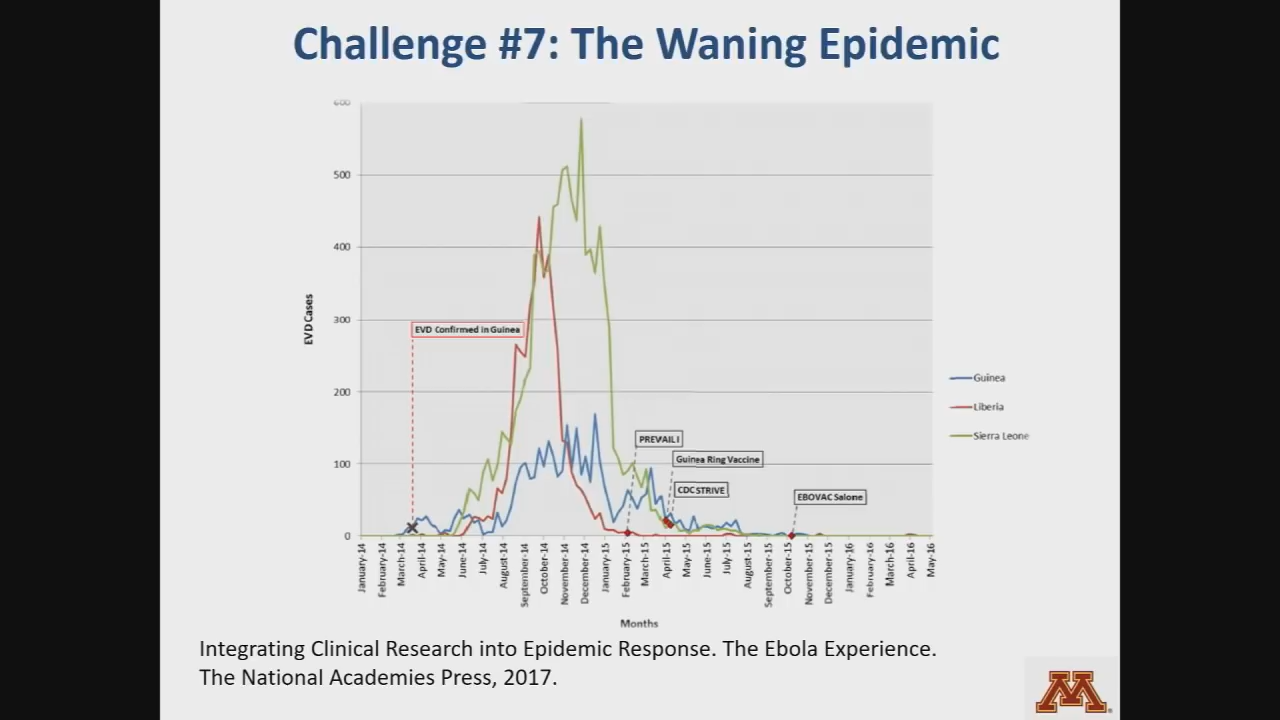 Challenge #7: The Waning Epidemic
600
500
400
300
200
100
0
EVD Cases
EVD Confirmed in Guinea
PREVAIL I
Guinea Ring Vaccine
CDC STRIVE
EBOVAC Salone
Guinea
Liberia
Sierra Leone
January-14
February-14
March-14
April-14
May-14
June-14
July-14
August-14
September-14
October-14
November-14
December-14
January-15
February-15
March-15
April-15
May-15
June-15
July-15
August-15
September-15
October-15
November-15
December-15
January-16
February-16
March-16
April-16
May-16
Months
Integrating Clinical Research into Epidemic Response. The Ebola Experience.
The National Academies Press, 2017.
M